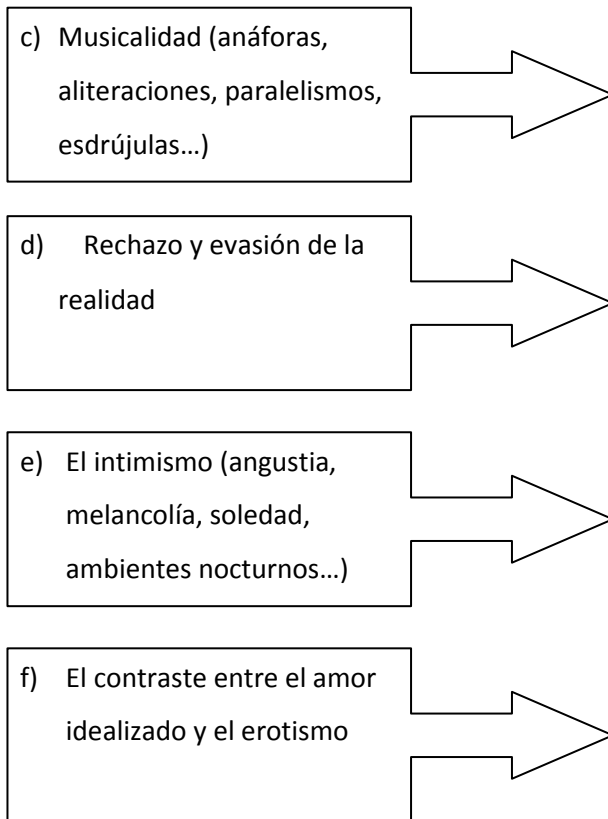 c) Musicalidad (anáforas,
aliteraciones, paralelismos,
esdrújulas…)
d) Rechazo y evasión de la
realidad
e) El intimismo (angustia,
melancolía, soledad,
ambientes nocturnos…)
f) El contraste entre el amor
idealizado y el erotismo